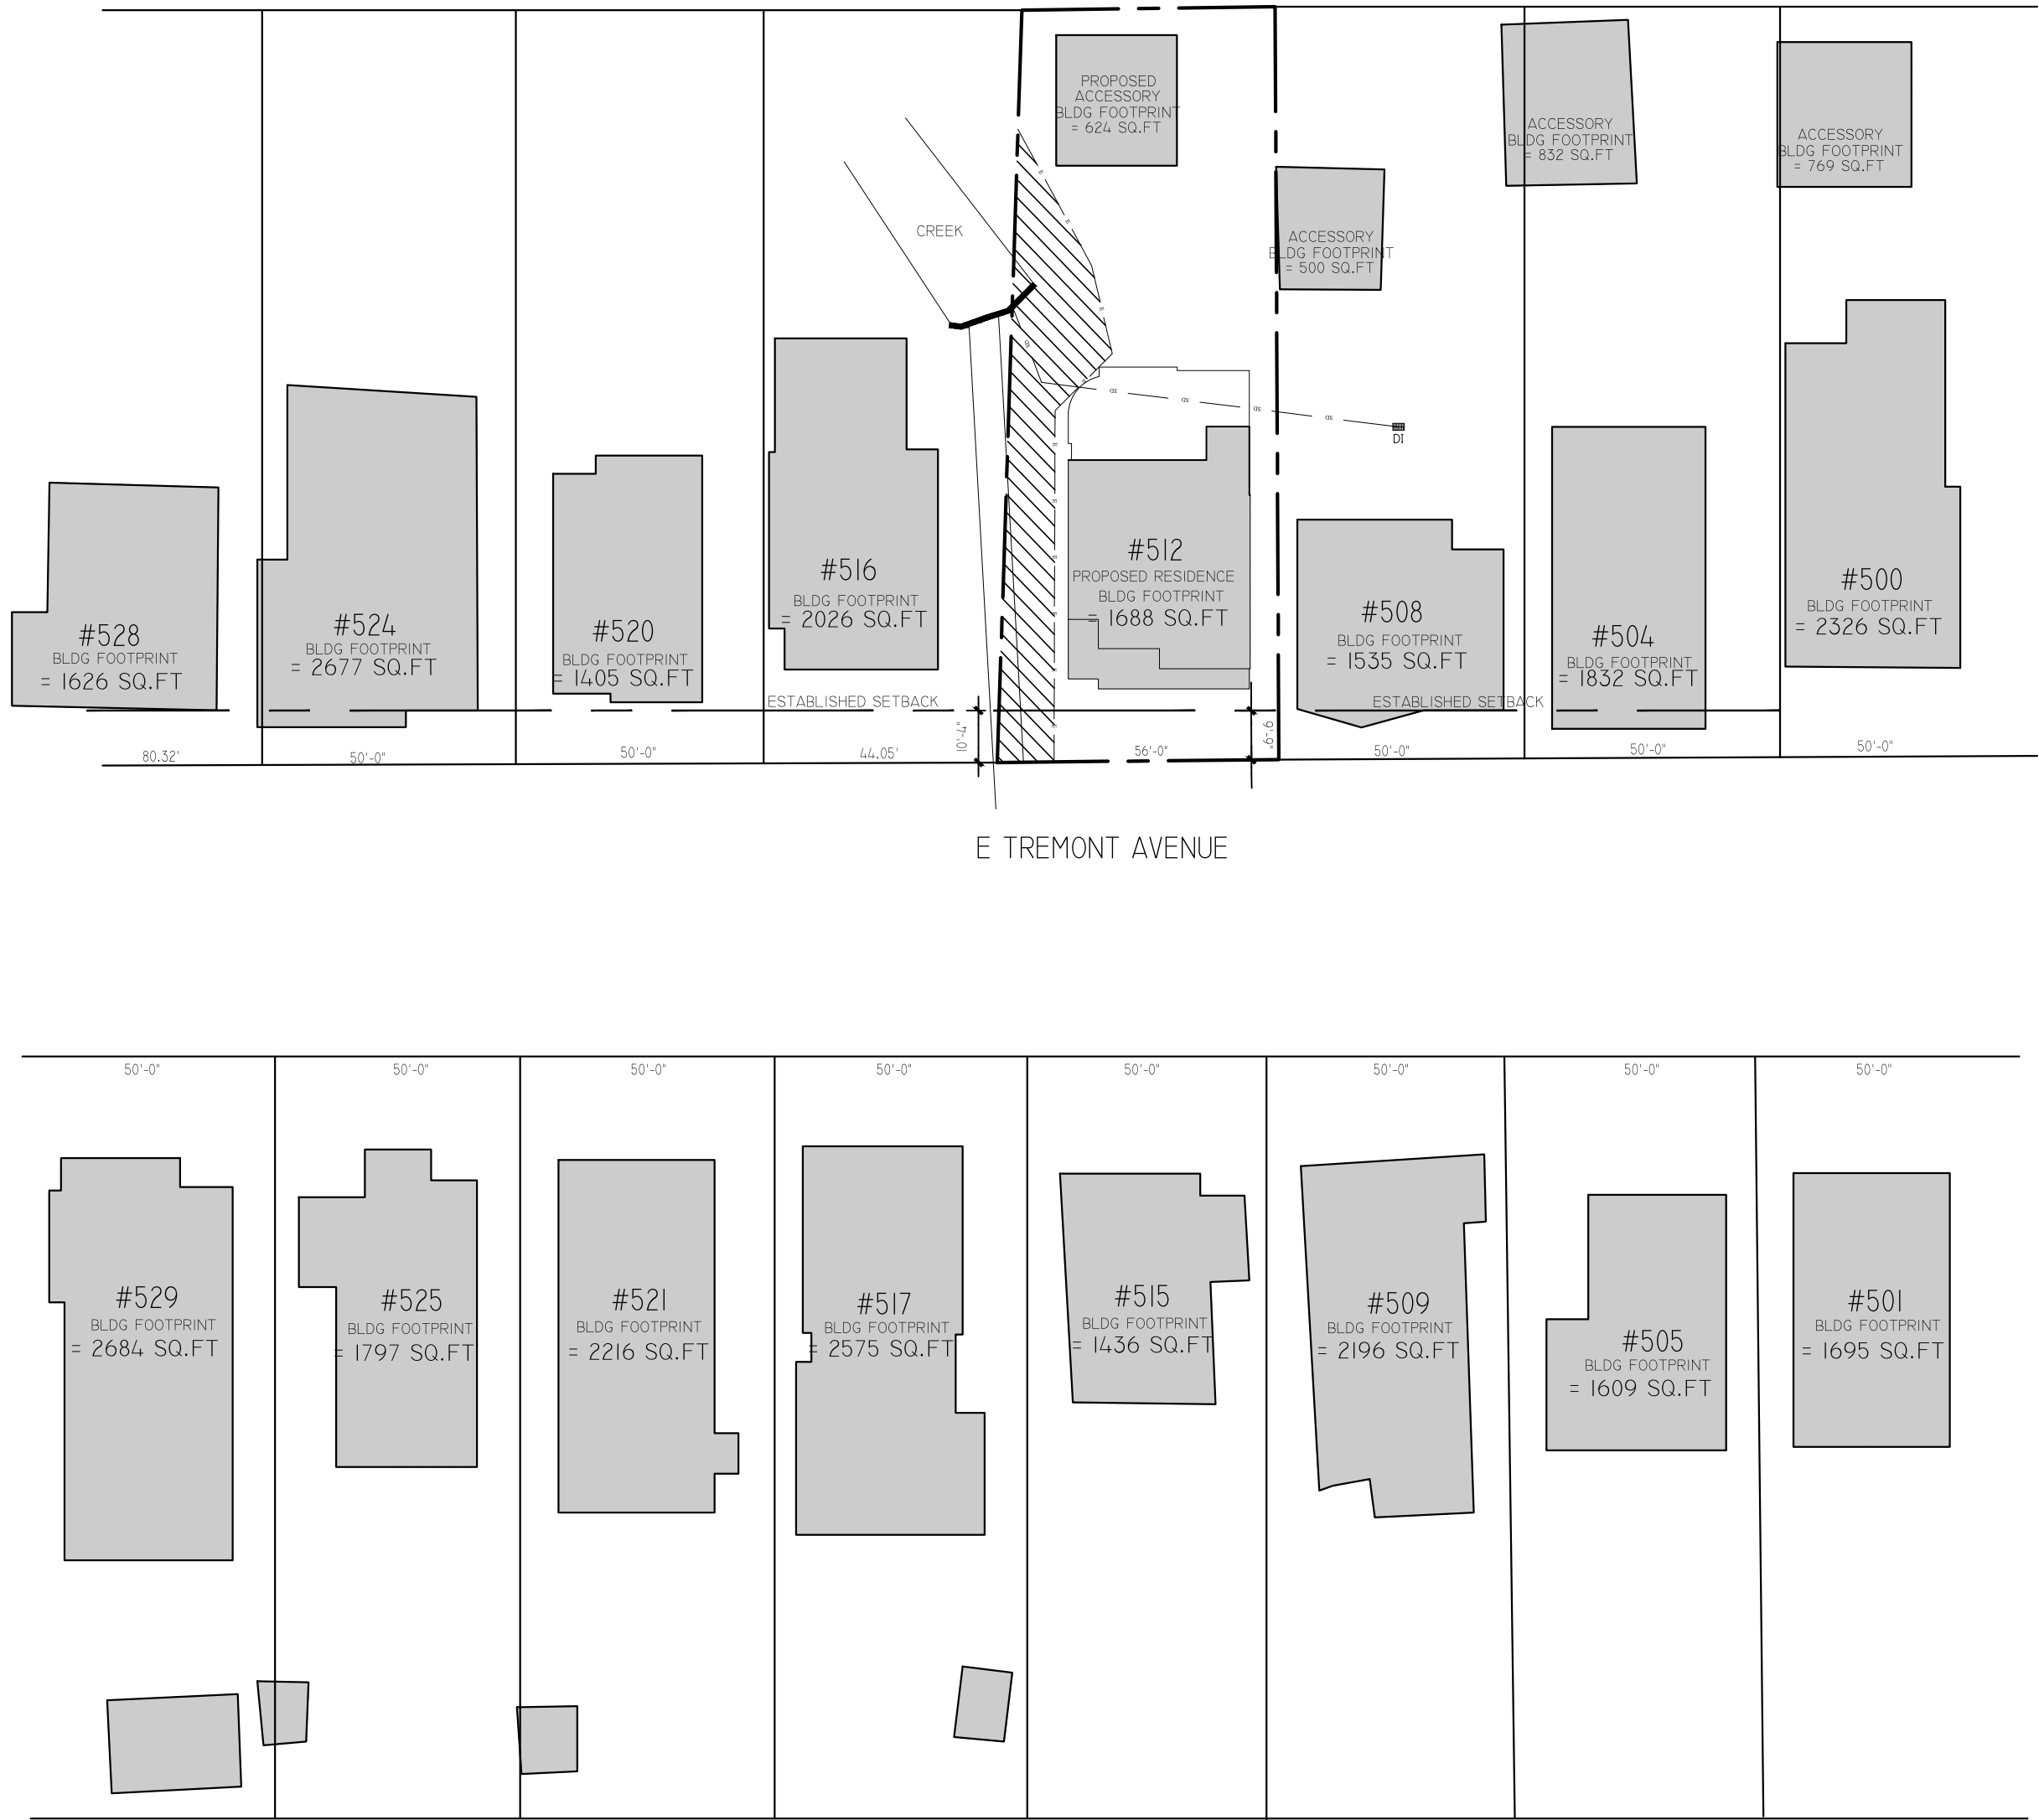 PROPOSED
ACCESSORY
BLDG FOOTPRINT
= 624 SQ.FT
ACCESSORY
BLDG FOOTPRINT
= 832 SQ.FT
ACCESSORY
BLDG FOOTPRINT
= 769 SQ.FT
CREEK
ACCESSORY
BLDG FOOTPRINT
= 500 SQ.FT
E
E
E
E
SD
SD
SD
SD
SD
DI
E
E
E
E
E
E
#528
BLDG FOOTPRINT
= 1626 SQ.FT
#524
BLDG FOOTPRINT
= 2677 SQ.FT
#520
BLDG FOOTPRINT
= 1405 SQ.FT
#516
BLDG FOOTPRINT
= 2026 SQ.FT
#512
PROPOSED RESIDENCE
BLDG FOOTPRINT
= 1688 SQ.FT
#508
BLDG FOOTPRINT
= 1535 SQ.FT
#504
BLDG FOOTPRINT
= 1832 SQ.FT
#500
BLDG FOOTPRINT
= 2326 SQ.FT
ESTABLISHED SETBACK
ESTABLISHED SETBACK
80.32'
50'-0"
50'-0"
44.05'
10'-7"
56'-0"
9'-9"
50'-0"
50'-0"
50'-0"
E TREMONT AVENUE
50'-0"
50'-0"
50'-0"
50'-0"
50'-0"
50'-0"
50'-0"
50'-0"
#529
BLDG FOOTPRINT
= 2684 SQ.FT
#525
BLDG FOOTPRINT
= 1797 SQ.FT
#521
BLDG FOOTPRINT
= 2216 SQ.FT
#517
BLDG FOOTPRINT
= 2575 SQ.FT
#515
BLDG FOOTPRINT
= 1436 SQ.FT
#509
BLDG FOOTPRINT
= 2196 SQ.FT
#505
BLDG FOOTPRINT
= 1609 SQ.FT
#501
BLDG FOOTPRINT
= 1695 SQ.FT